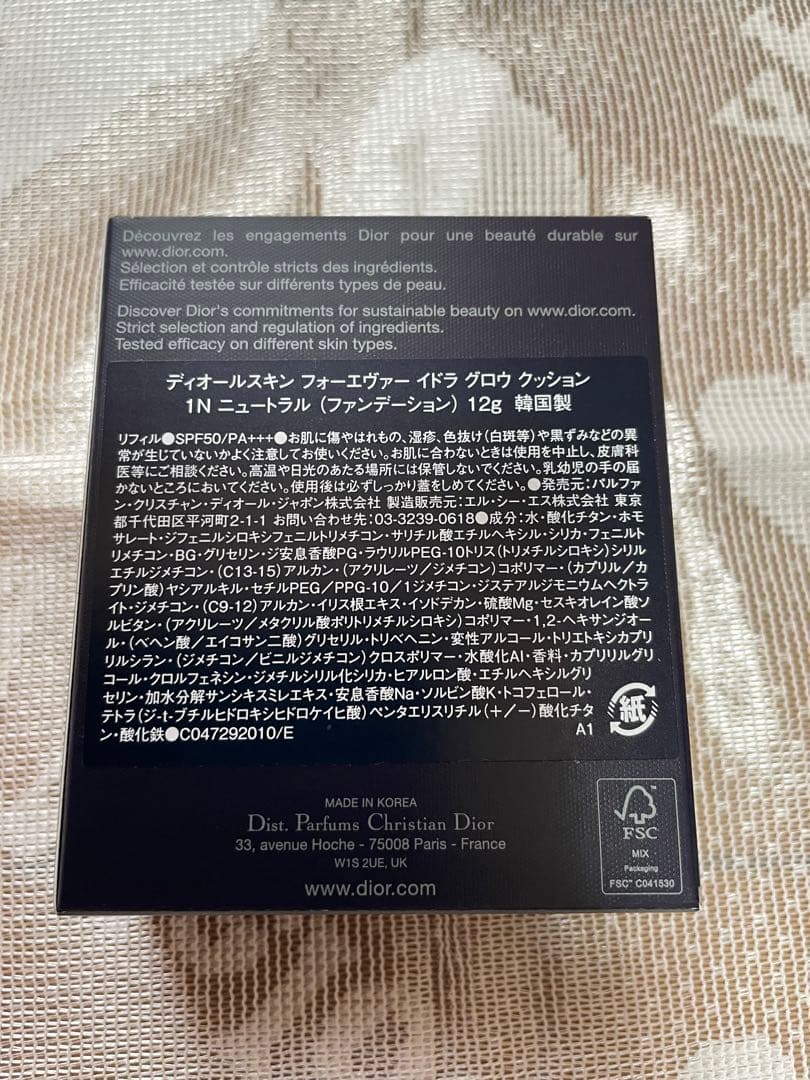 Découvrez les engagements Dior pour une beauté durable sur
www.dior.com.
Sélection et contrôle stricts des ingrédients.
Efficacité testée sur différents types de peau.
Discover Dior's commitments for sustainable beauty on www.dior.com.
Strict selection and regulation of ingredients.
Tested efficacy on different skin types.
ディオールスキン フォーエヴァー イドラ グロウ クッション
1N ニュートラル (ファンデーション) 12g 韓国製
リフィル●SPF50/PA+++●お肌に傷やはれもの、湿疹、色抜け(白斑等)や黒ずみなどの異
常が生じていないかよく注意してお使いください。お肌に合わないときは使用を中止し、皮膚科
医等にご相談ください。高温や日光のあたる場所には保管しないでください。乳幼児の手の届
かないところにおいてください。使用後は必ずしっかり蓋をしめてください。●発売元:パルファ
ン・クリスチャン・ディオール・ジャポン株式会社 製造販売元:エル・シー・エス株式会社 東京
都千代田区平河町2-1-1 お問い合わせ先:03-3239-0618●成分:水・酸化チタン・ホモ
サレート・ジフェニルシロキシフェニルトリメチコン・サリチル酸エチルヘキシル・シリカ・フェニルト
リメチコン・BG・グリセリン・ジ安息香酸PG・ラウリルPEG-10トリス(トリメチルシロキシ)シリル
エチルジメチコン・(C13-15)アルカン・(アクリレーツ/ジメチコン)コポリマー・(カプリル/カ
プリン酸)ヤシアルキル・セチルPEG/PPG-10/1ジメチコン・ジステアルジモニウムヘクトラ
イト・ジメチコン・(C9-12)アルカン・イリス根エキス・イソドデカン・硫酸Mg・セスキオレイン酸ソ
ルビタン・(アクリレーツ/メタクリル酸ポリトリメチルシロキシ)コポリマー・1,2-ヘキサンジオー
ル・(ベヘン酸/エイコサン二酸)グリセリル・トリベヘニン・変性アルコール・トリエトキシカプリ
リルシラン・(ジメチコン/ビニルジメチコン)クロスポリマー・水酸化Al・香料・カプリリルグリ
コール・クロルフェネシン・ジメチルシリル化シリカ・ヒアルロン酸・エチルヘキシルグリ
セリン・加水分解サンシキスミレエキス・安息香酸Na・ソルビン酸K・トコフェロール・
テトラ(ジ-t-ブチルヒドロキシヒドロケイヒ酸)ペンタエリスリチル(+/-)酸化チタ
ン・酸化鉄●C047292010/E
A1
紙
MADE IN KOREA
Dist. Parfums Christian Dior
33, avenue Hoche - 75008 Paris - France
W1S 2UE, UK
www.dior.com
FSC
MIX
Packaging
FSC™ C041530